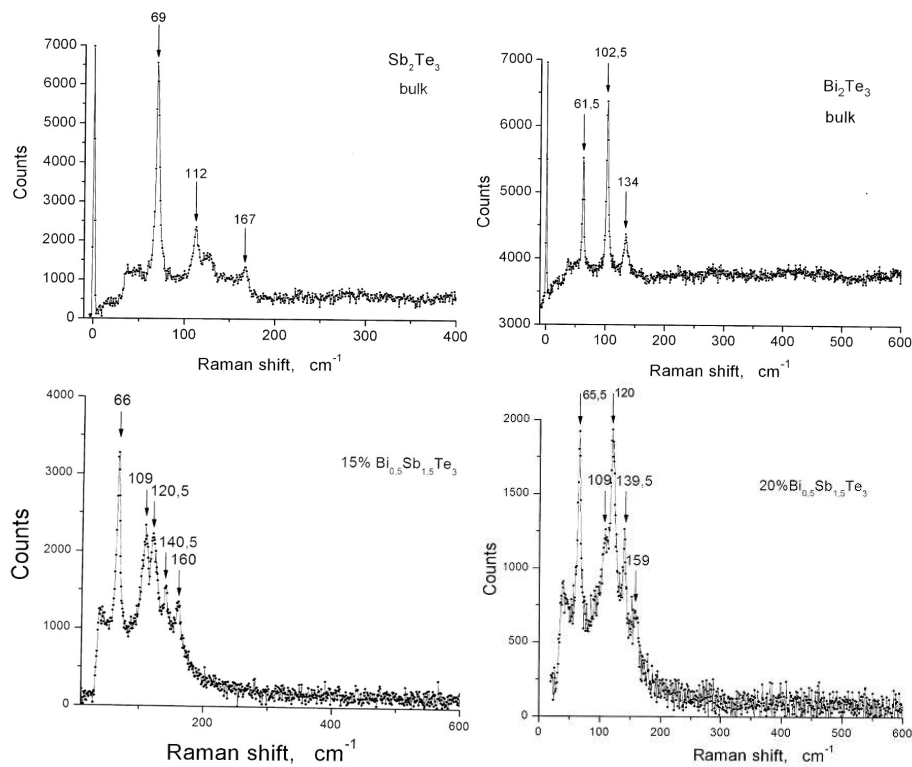 69
7000
6000
5000
4000
3000
2000
1000
0
Counts
Sb₂Te₃
bulk
112
167
0 100 200 300 400
Raman shift, cm⁻¹
102,5
7000
6000
5000
4000
3000
Counts
Bi₂Te₃
bulk
61,5
134
0 100 200 300 400 500 600
Raman shift, cm⁻¹
4000
3000
2000
1000
0
Counts
66
15% Bi₀,₅Sb₁,₅Te₃
109
120,5
140,5
160
200 400 600
Raman shift, cm⁻¹
65,5 120
2000
1500
1000
500
0
Counts
20%Bi₀,₅Sb₁,₅Te₃
109 139,5
159
0 100 200 300 400 500 600
Raman shift, cm⁻¹